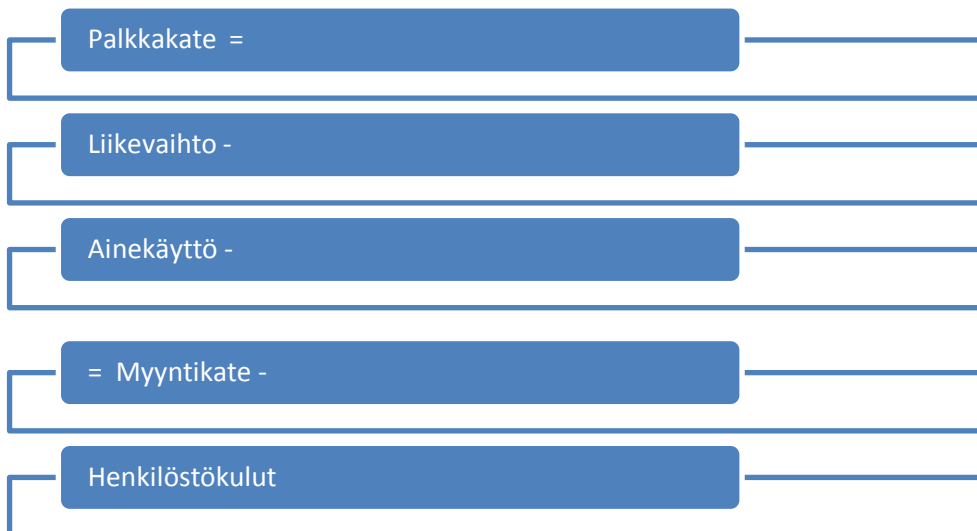 Palkkakate =
Liikevaihto -
Ainekäyttö -
= Myyntikate -
Henkilöstökulut